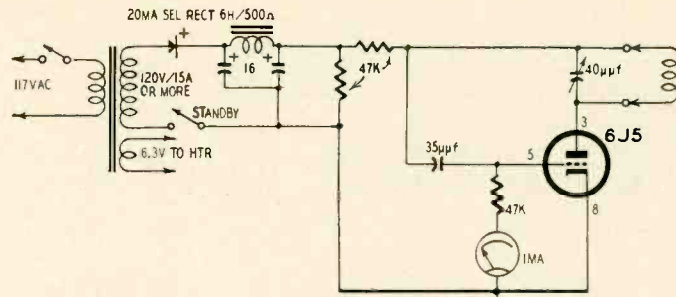 20MA SEL RECT 6H/500Ω
+
+
+
16
117VAC
120V/15A
OR MORE
STANDBY
6.3V TO HTR
47K
40μμf
3
6J5
35μμf
5
8
47K
1MA